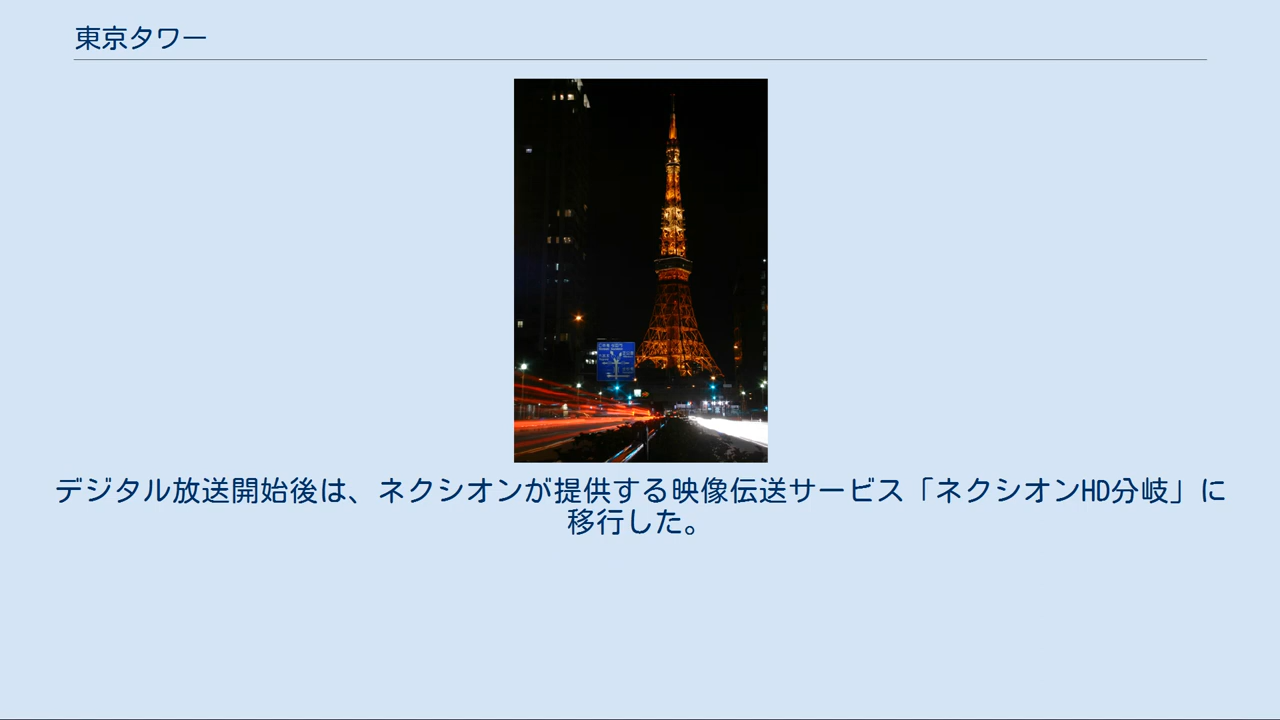 東京タワー
デジタル放送開始後は、ネクシオンが提供する映像伝送サービス「ネクシオンHD分岐」に
移行した。